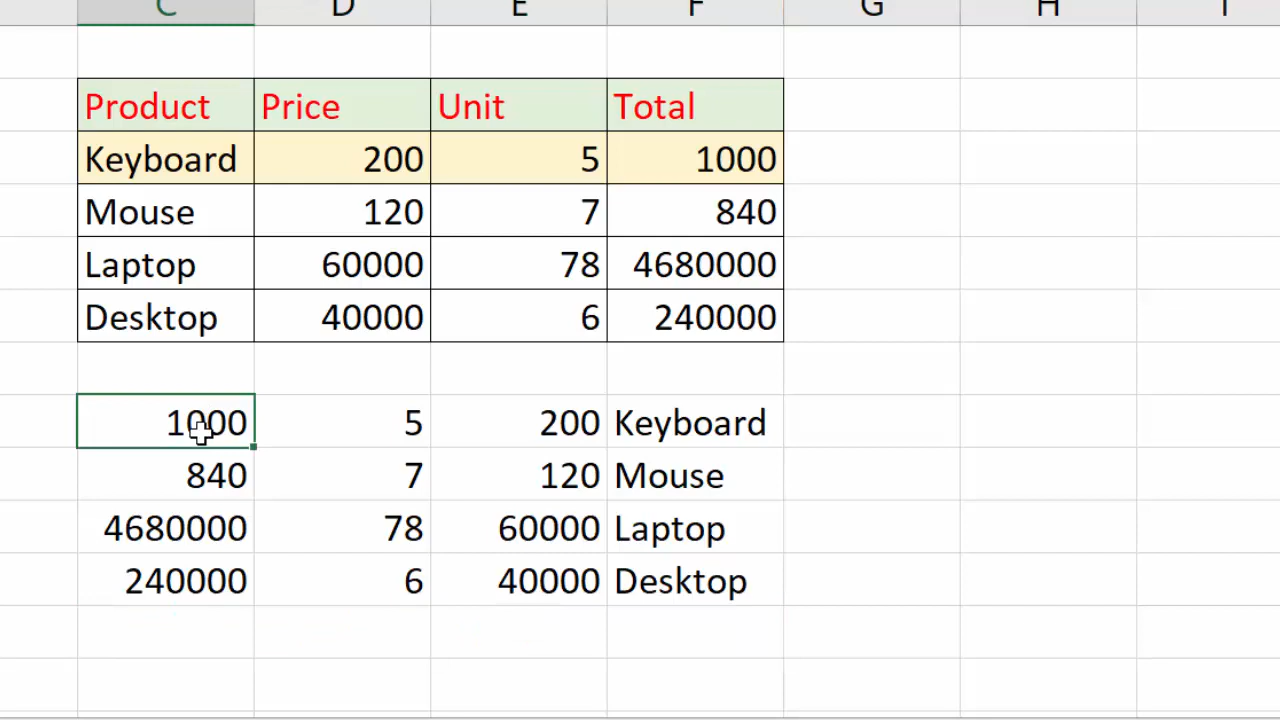 C D E F G H I
Product Price Unit Total
Keyboard 200 5 1000
Mouse 120 7 840
Laptop 60000 78 4680000
Desktop 40000 6 240000
1000 5 200 Keyboard
840 7 120 Mouse
4680000 78 60000 Laptop
240000 6 40000 Desktop